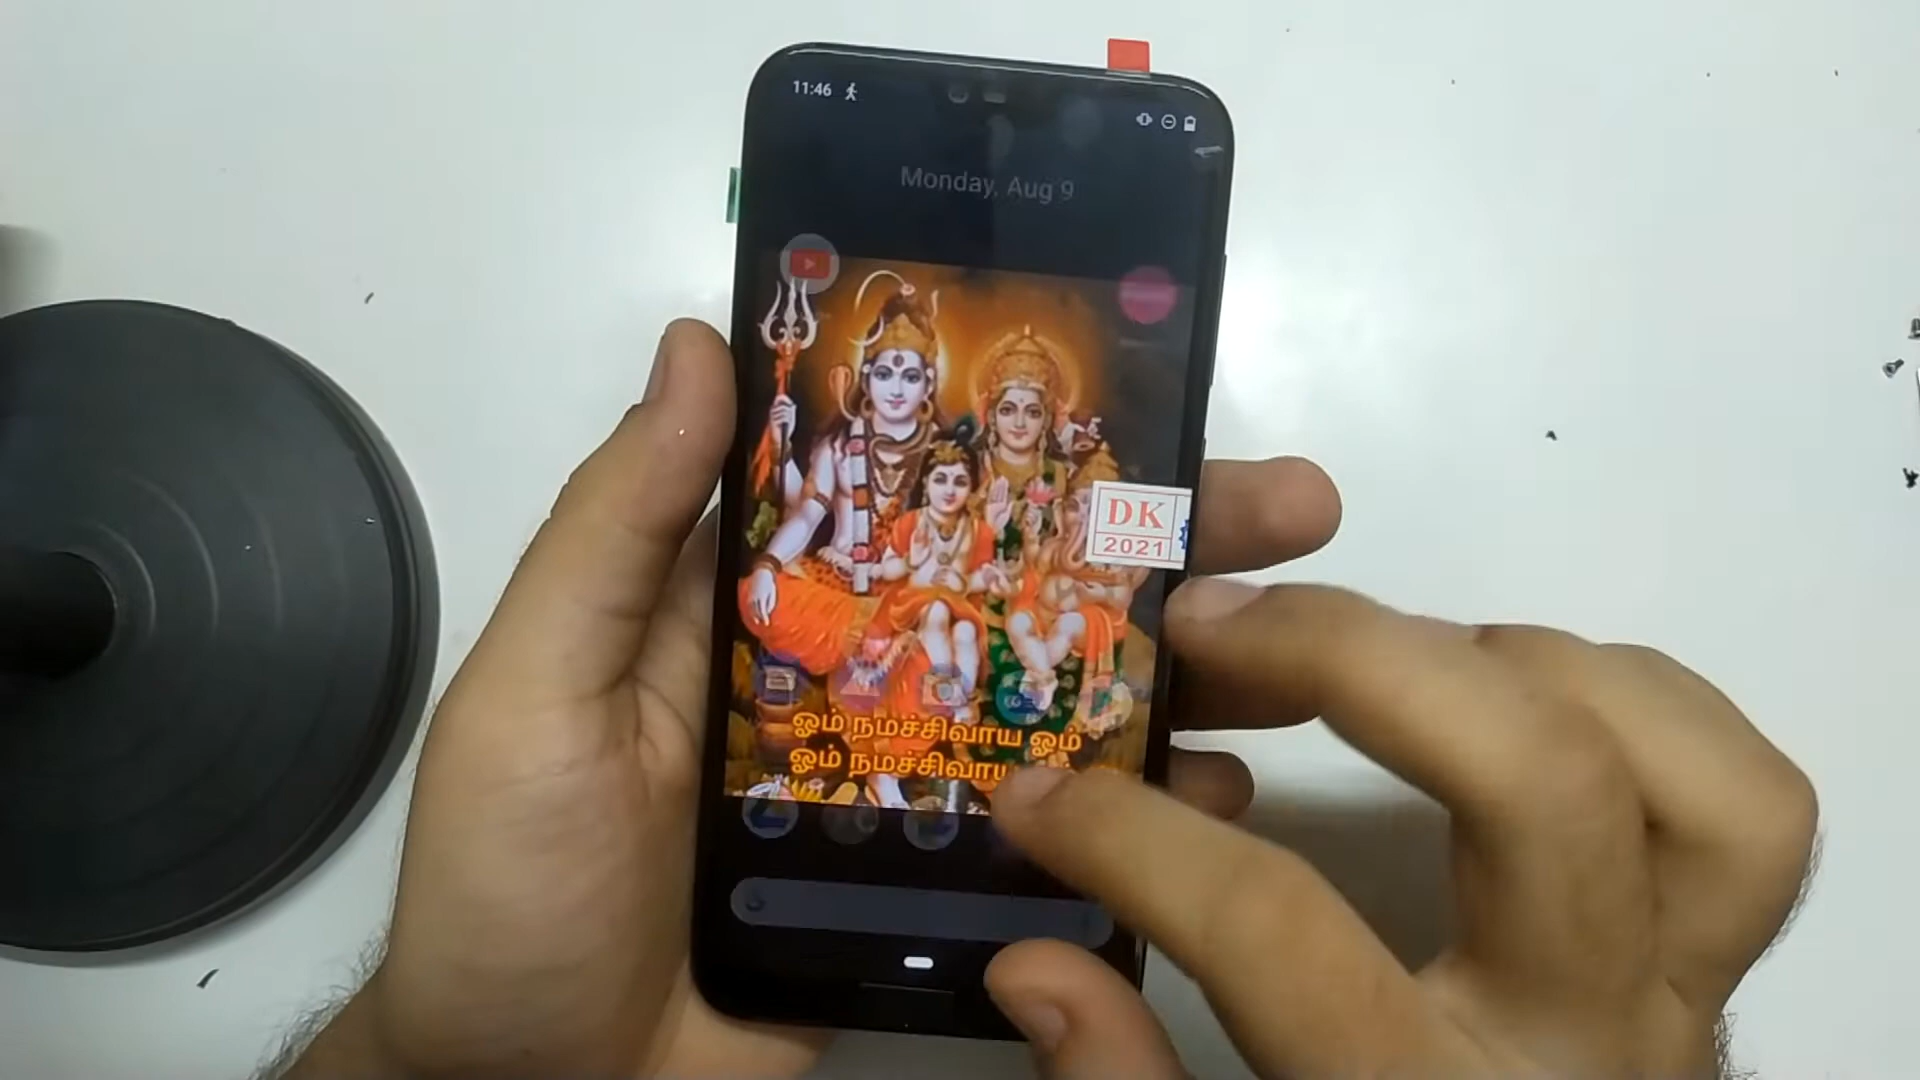 11:46
Monday, Aug 9
DK
2021
ஓம் நமச்சிவாய ஓம்
ஓம் நமச்சிவாய